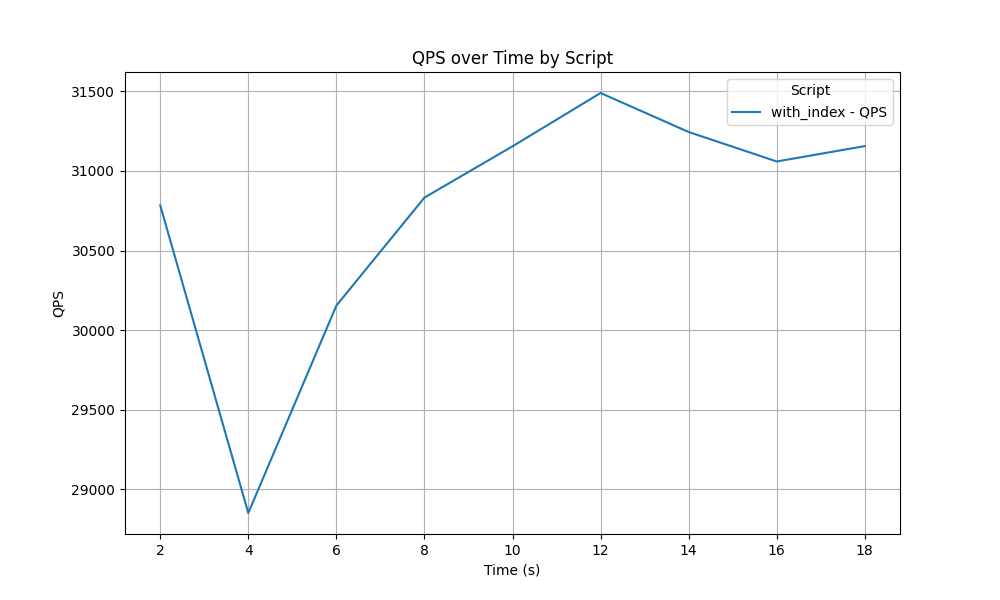 QPS over Time by Script
Script
with_index - QPS
31500
31000
30500
30000
29500
29000
QPS
2 4 6 8 10 12 14 16 18
Time (s)